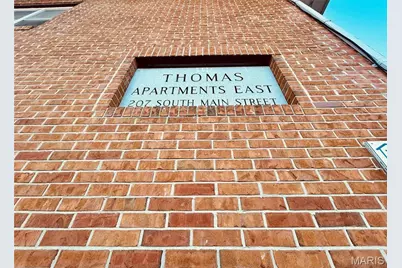 THOMAS
APARTMENTS EAST
207 SOUTH MAIN STREET
MARIS